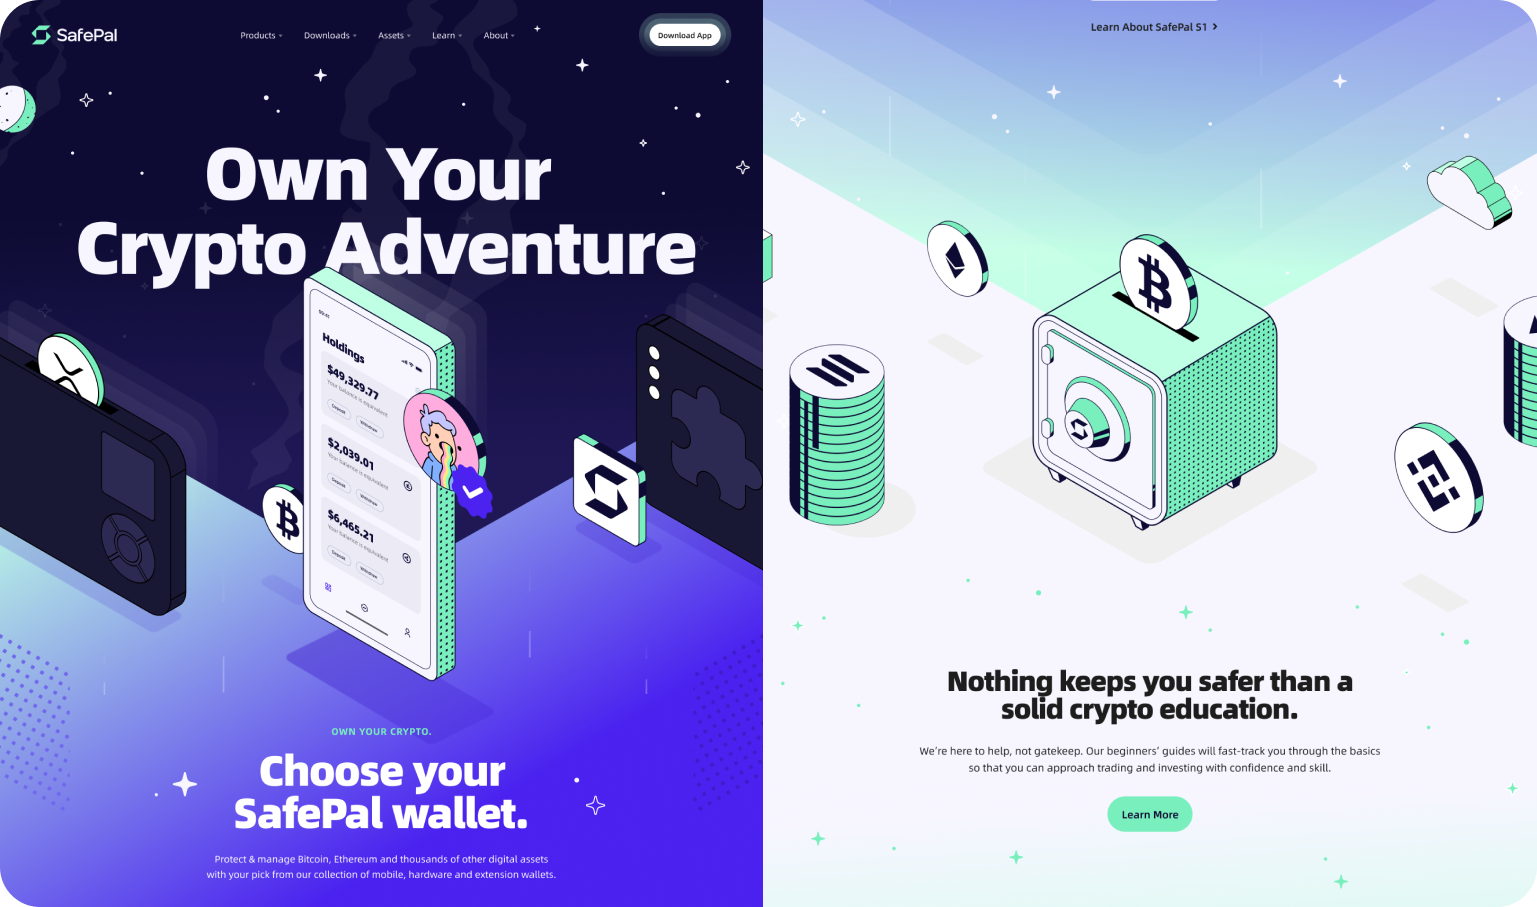 SafePal
Products
Downloads
Assets
Learn
About
Download App
Own Your
Crypto Adventure
Holdings
$49,329.77
Your balance is equivalent
Deposit
Withdraw
$2,039.01
Your balance is equivalent
Deposit
Withdraw
$6,465.21
Your balance is equivalent
Deposit
Withdraw
OWN YOUR CRYPTO.
Choose your
SafePal wallet.
Protect & manage Bitcoin, Ethereum and thousands of other digital assets
with your pick from our collection of mobile, hardware and extension wallets.
Learn About SafePal S1
Nothing keeps you safer than a
solid crypto education.
We're here to help, not gatekeep. Our beginners' guides will fast-track you through the basics
so that you can approach trading and investing with confidence and skill.
Learn More